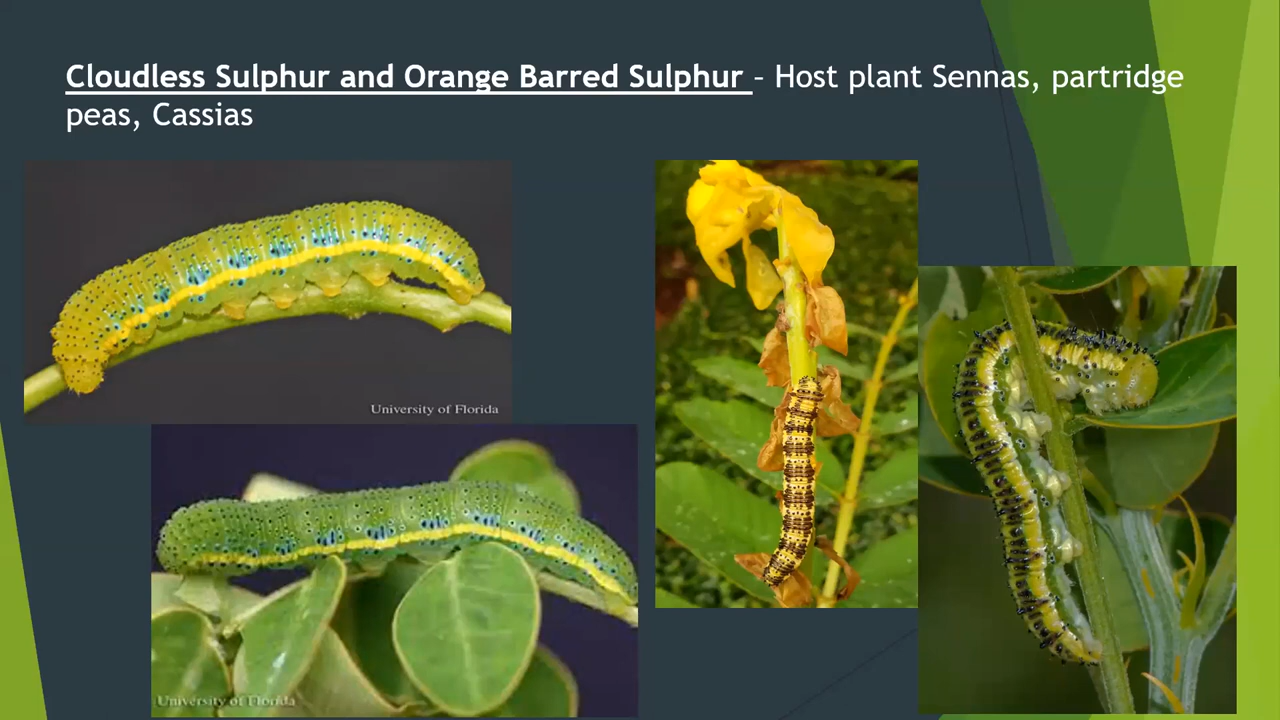 Cloudless Sulphur and Orange Barred Sulphur – Host plant Sennas, partridge
peas, Cassias
University of Florida
University of Florida